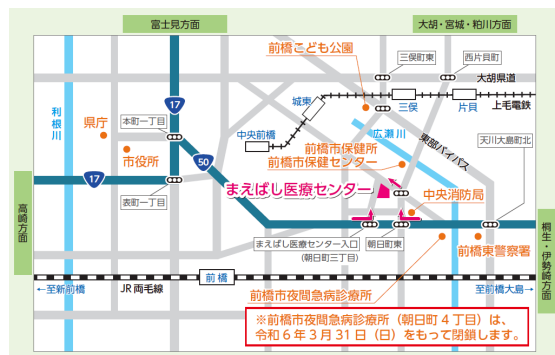 富士見方面
大胡・宮城・粕川方面
前橋こども公園
三俣町東
西片貝町
大胡県道
17
城東
三俣
片貝
上毛電鉄
利根川
県庁
本町一丁目
市役所
中央前橋
広瀬川
東部バイパス
天川大島町北
前橋市保健所
前橋市保健センター
50
17
まえばし医療センター
中央消防局
表町一丁目
高崎方面
桐生・伊勢崎方面
まえばし医療センター入口
(朝日町三丁目)
朝日町東
前橋東警察署
前橋
←至新前橋
JR両毛線
前橋市夜間急病診療所
至前橋大島→
※前橋市夜間急病診療所（朝日町4丁目）は、
令和6年3月31日（日）をもって閉鎖します。